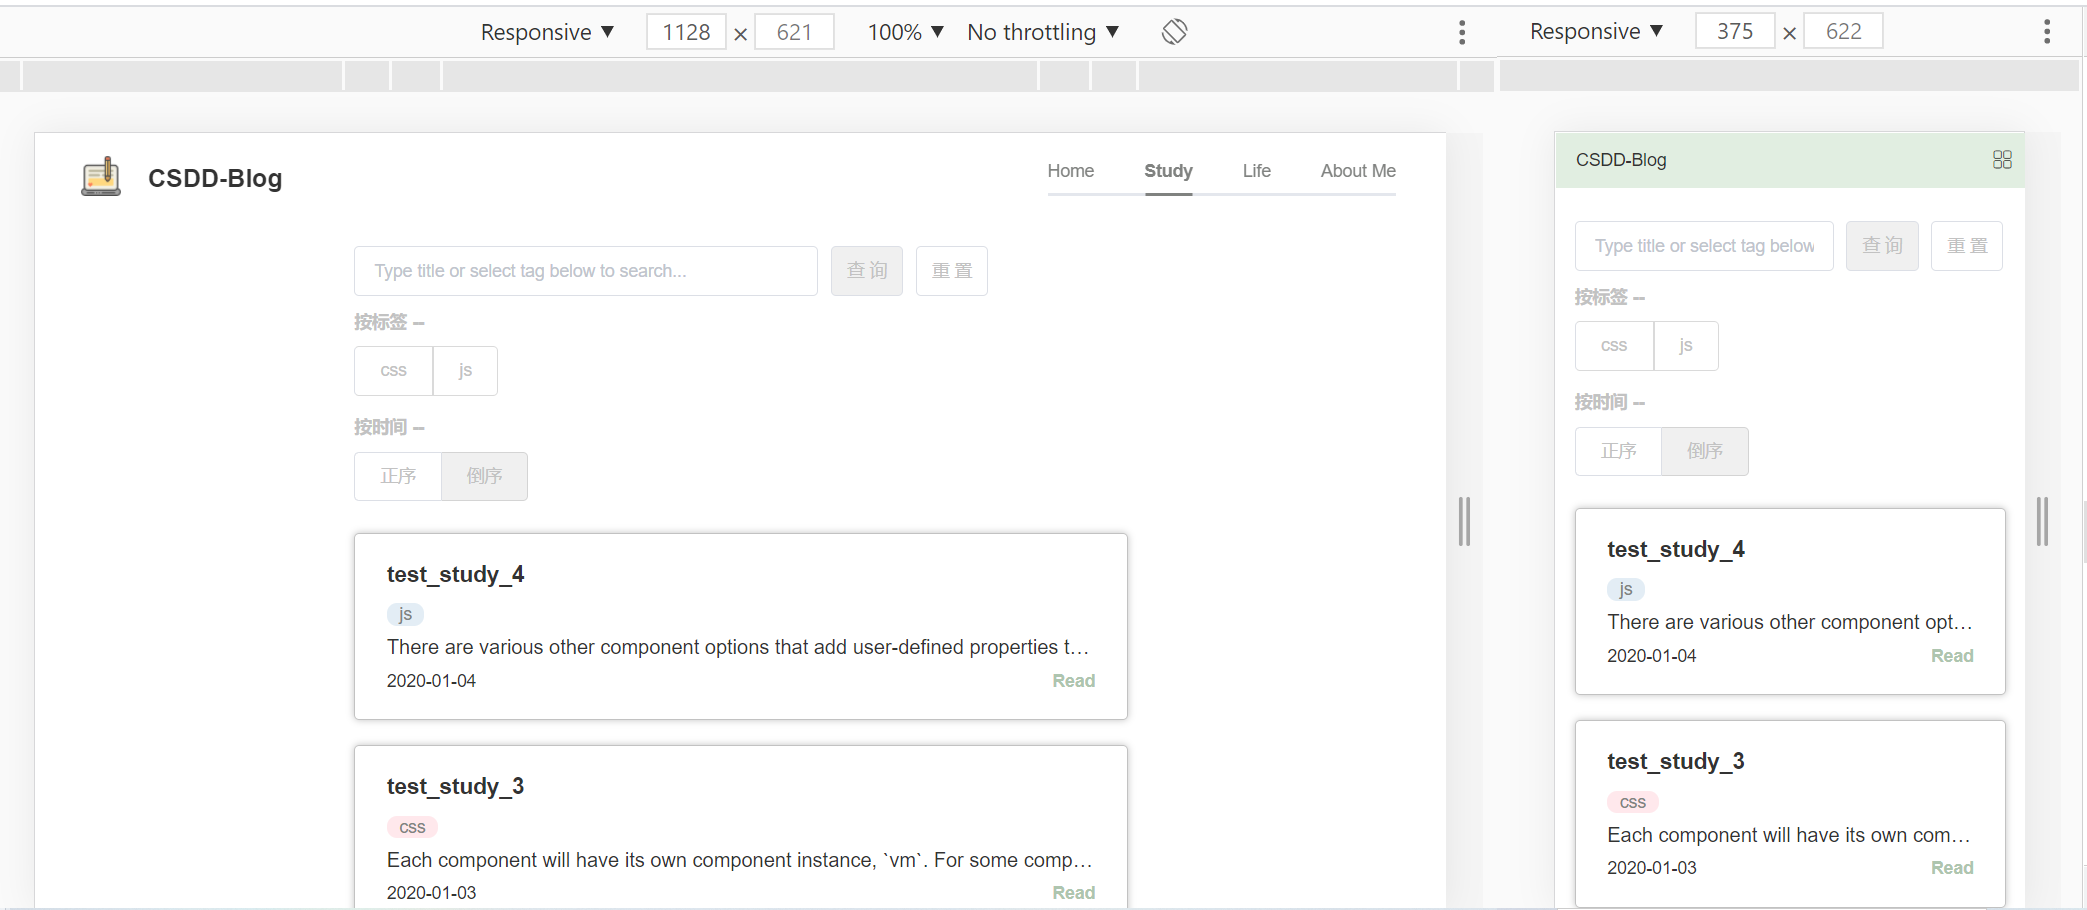 Responsive ▼ 1128 × 621 100% ▼ No throttling ▼
CSDD-Blog
Home Study Life About Me
Type title or select tag below to search... 查询 重置
按标签 --
css js
按时间 --
正序 倒序
test_study_4
js
There are various other component options that add user-defined properties t...
2020-01-04 Read
test_study_3
css
Each component will have its own component instance, `vm`. For some comp...
2020-01-03 Read
Responsive ▼ 375 × 622
CSDD-Blog
Type title or select tag below 查询 重置
按标签 --
css js
按时间 --
正序 倒序
test_study_4
js
There are various other component opt...
2020-01-04 Read
test_study_3
css
Each component will have its own com...
2020-01-03 Read